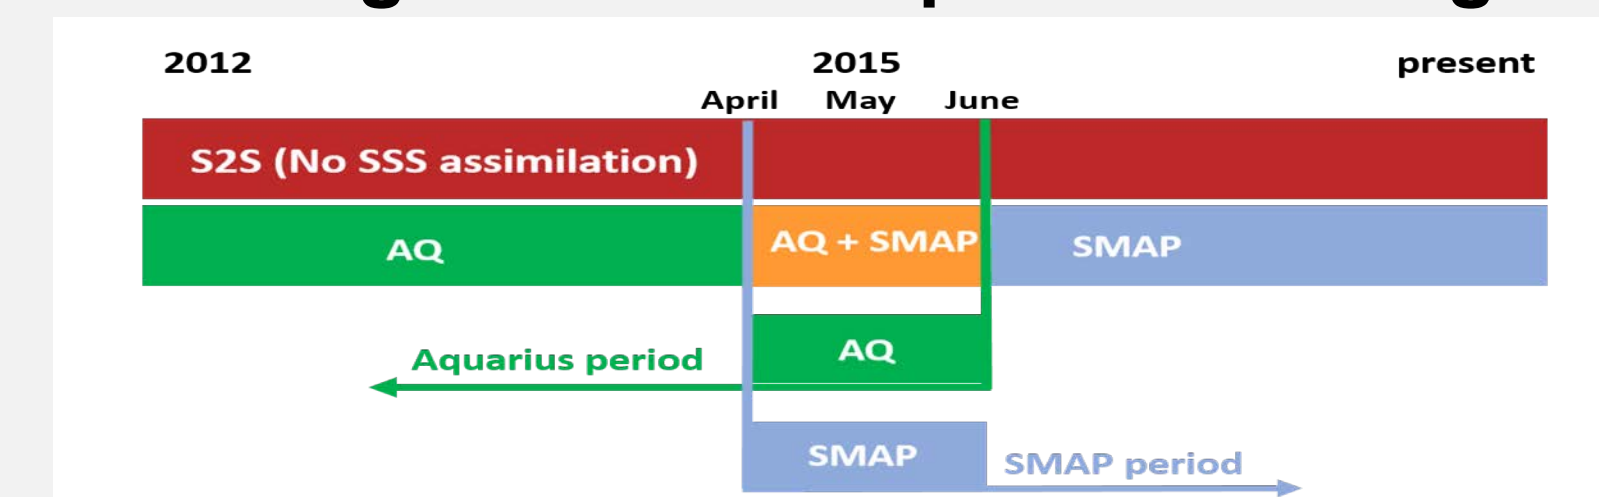 2012 2015 present
April May June
S2S (No SSS assimilation)
AQ AQ + SMAP SMAP
Aquarius period AQ
SMAP SMAP period